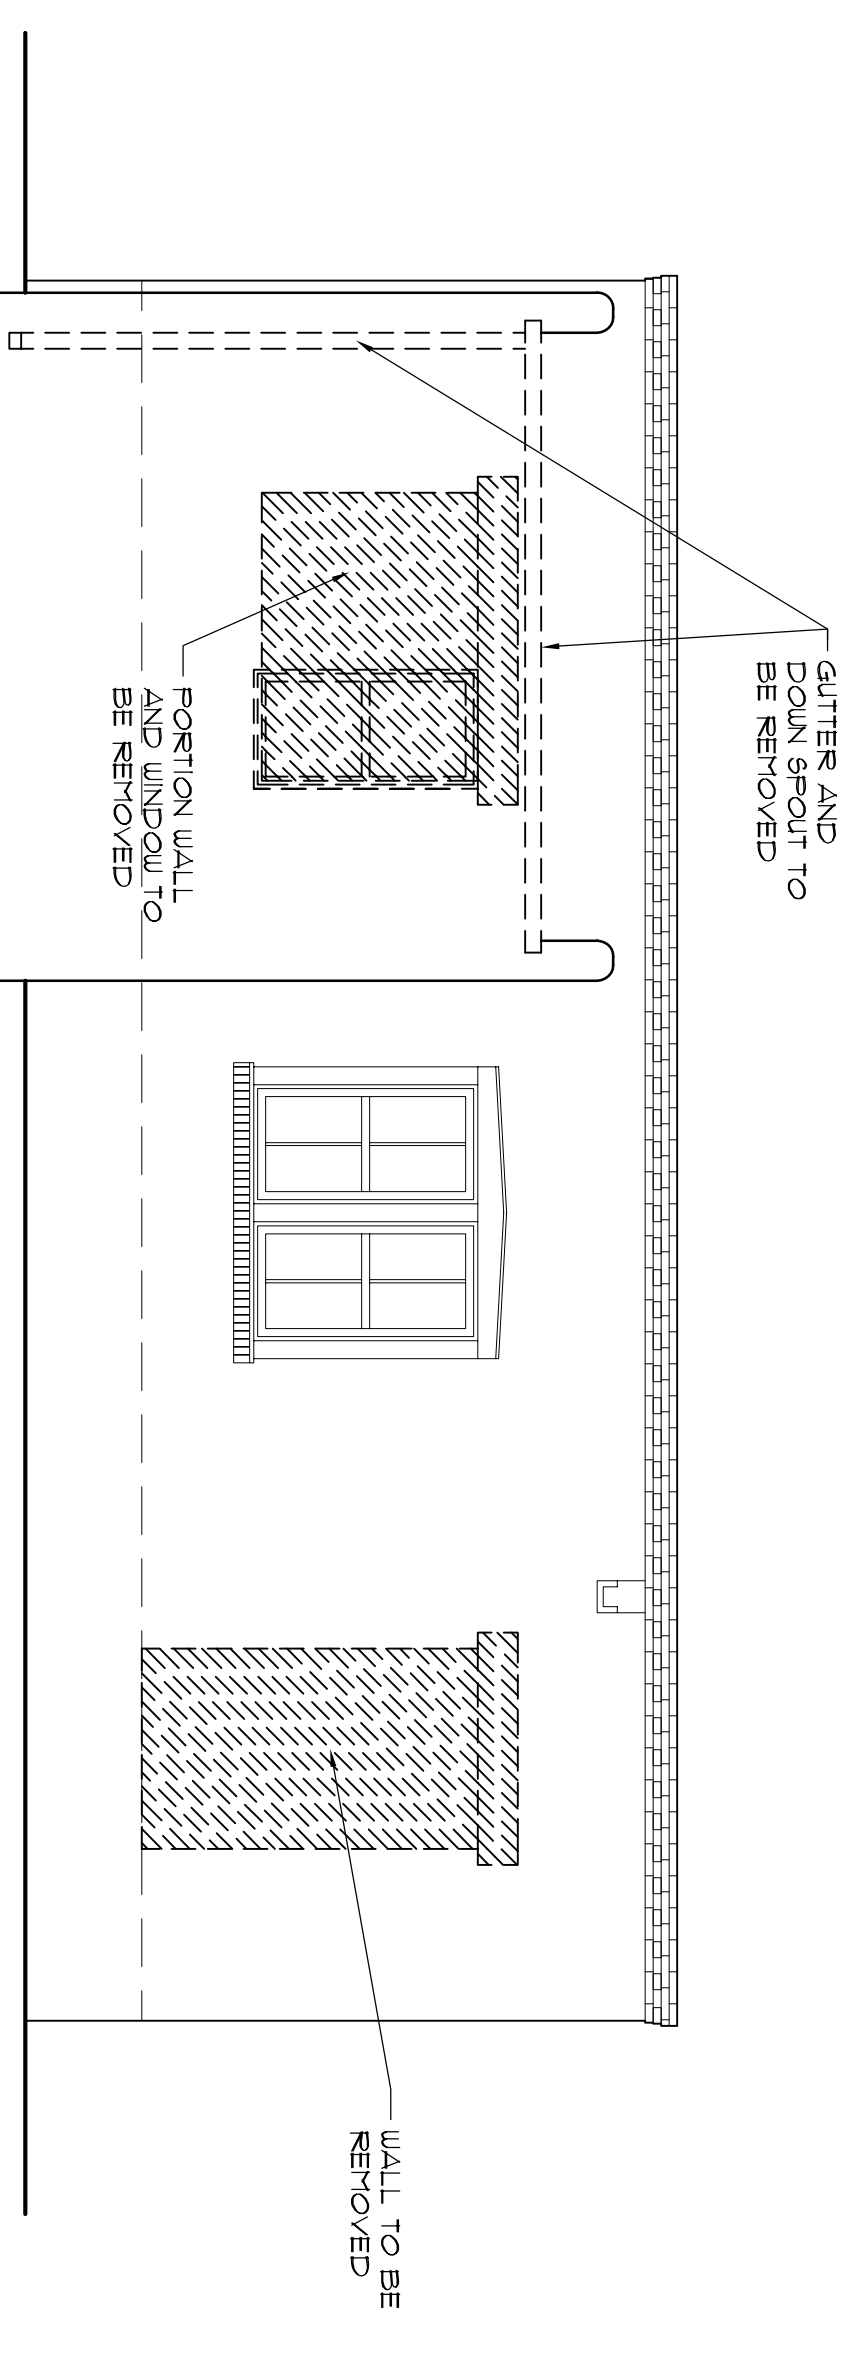 GUTTER AND
DOWN SPOUT TO
BE REMOVED
PORTION WALL
AND WINDOW TO
BE REMOVED
WALL TO BE
REMOVED